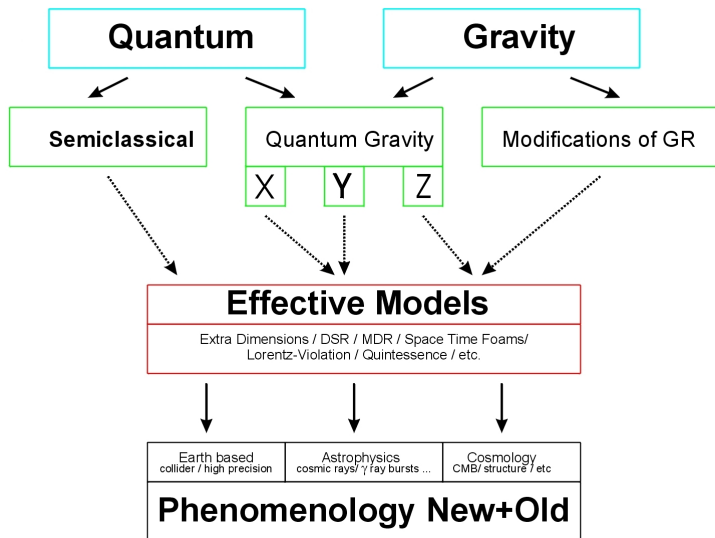 Quantum
Gravity
Semiclassical
Quantum Gravity
Modifications of GR
X
Y
Z
Effective Models
Extra Dimensions / DSR / MDR / Space Time Foams/
Lorentz-Violation / Quintessence / etc.
Earth based
collider / high precision
Astrophysics
cosmic rays/ γ ray bursts ...
Cosmology
CMB/ structure / etc
Phenomenology New+Old